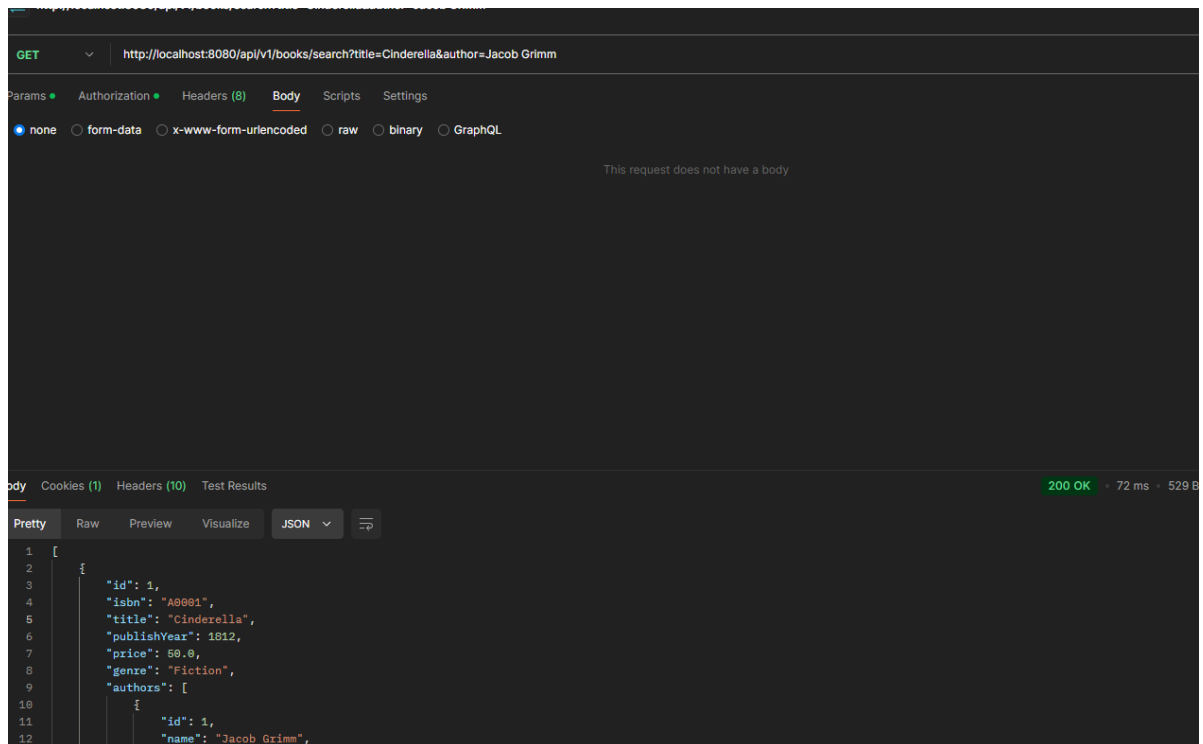 GET http://localhost:8080/api/v1/books/search?title=Cinderella&author=Jacob Grimm
Params Authorization Headers (8) Body Scripts Settings
none form-data x-www-form-urlencoded raw binary GraphQL
This request does not have a body
ody Cookies (1) Headers (10) Test Results 200 OK 72 ms 529 B
Pretty Raw Preview Visualize JSON
1 [
2 {
3 "id": 1,
4 "isbn": "A0001",
5 "title": "Cinderella",
6 "publishYear": 1812,
7 "price": 50.0,
8 "genre": "Fiction",
9 "authors": [
10 {
11 "id": 1,
12 "name": "Jacob Grimm",